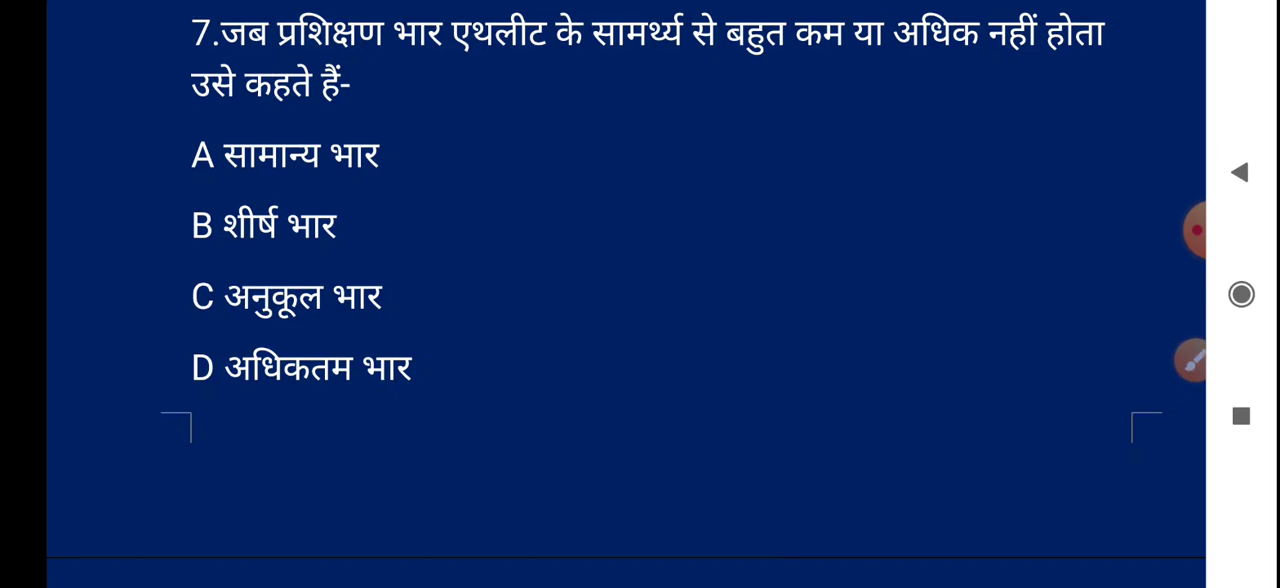 7.जब प्रशिक्षण भार एथलीट के सामर्थ्य से बहुत कम या अधिक नहीं होता
उसे कहते हैं-
A सामान्य भार
B शीर्ष भार
C अनुकूल भार
D अधिकतम भार